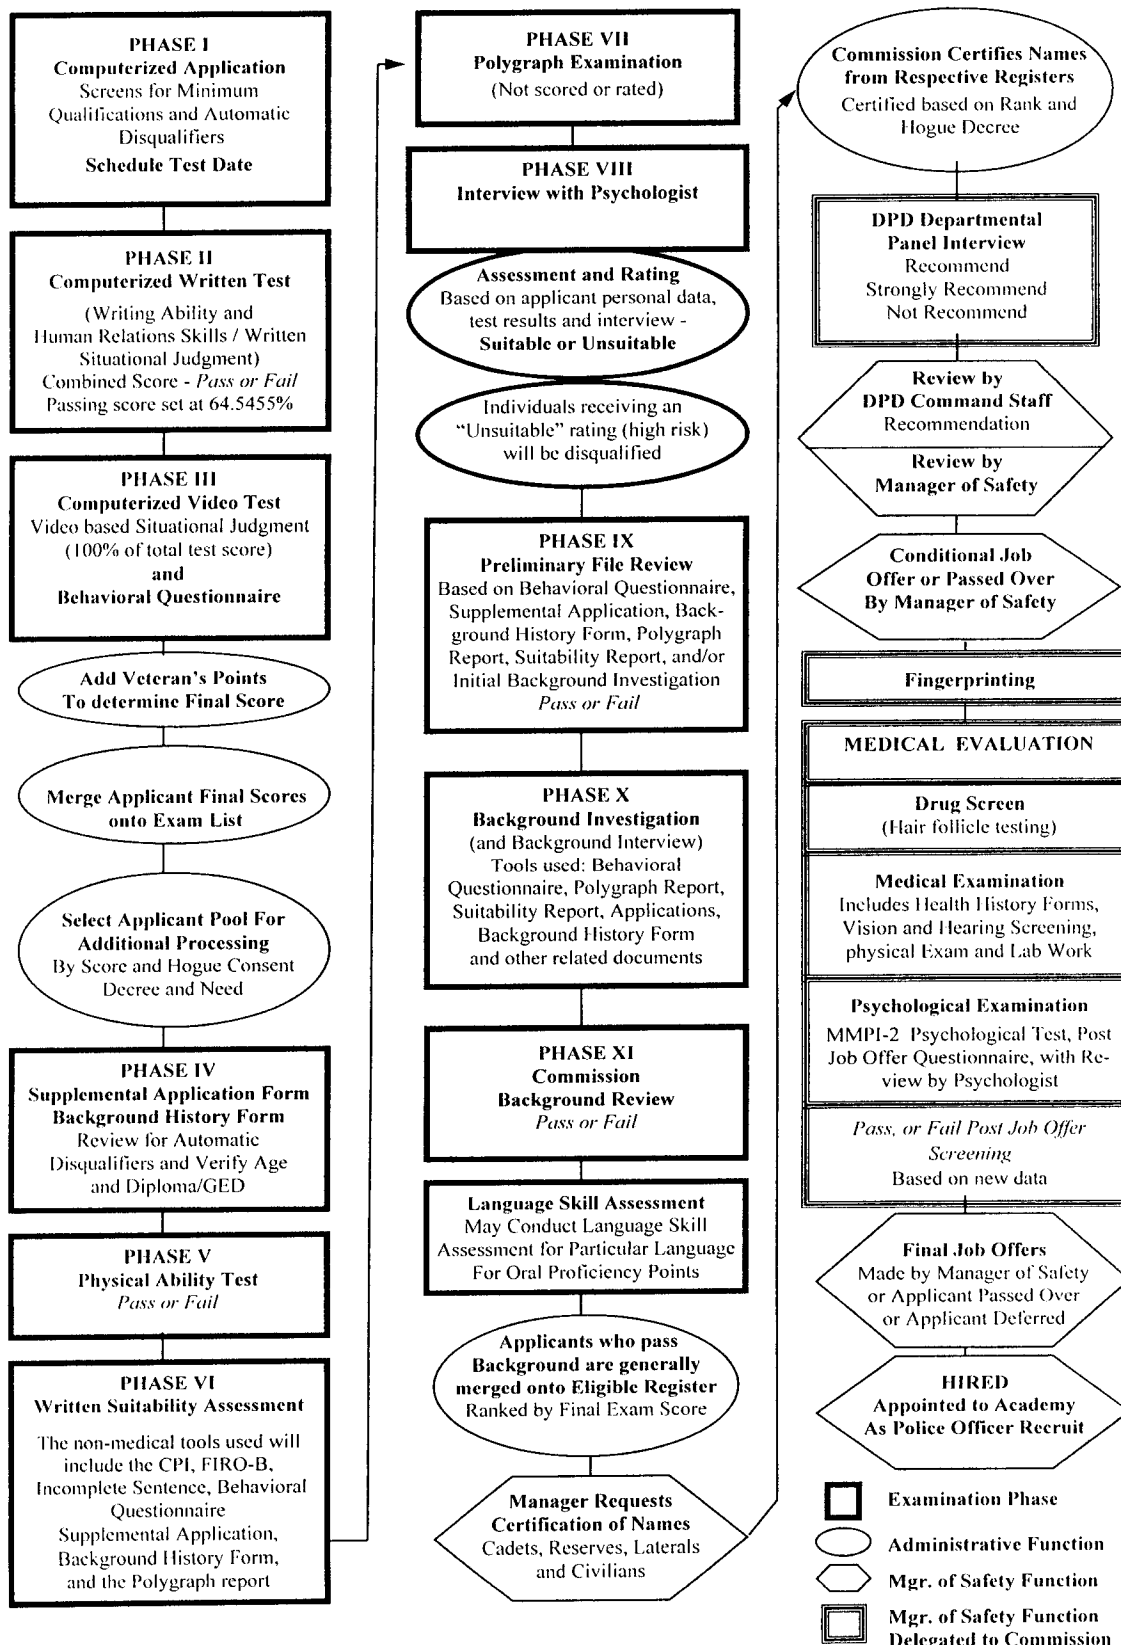 PHASE I
Computerized Application
Screens for Minimum
Qualifications and Automatic
Disqualifiers
Schedule Test Date
PHASE II
Computerized Written Test
(Writing Ability and
Human Relations Skills / Written
Situational Judgment)
Combined Score - Pass or Fail
Passing score set at 64.5455%
PHASE III
Computerized Video Test
Video based Situational Judgment
(100% of total test score)
and
Behavioral Questionnaire
Add Veteran's Points
To determine Final Score
Merge Applicant Final Scores
onto Exam List
Select Applicant Pool For
Additional Processing
By Score and Hogue Consent
Decree and Need
PHASE IV
Supplemental Application Form
Background History Form
Review for Automatic
Disqualifiers and Verify Age
and Diploma/GED
PHASE V
Physical Ability Test
Pass or Fail
PHASE VI
Written Suitability Assessment
The non-medical tools used will
include the CPI, FIRO-B,
Incomplete Sentence, Behavioral
Questionnaire
Supplemental Application,
Background History Form,
and the Polygraph report
PHASE VII
Polygraph Examination
(Not scored or rated)
PHASE VIII
Interview with Psychologist
Assessment and Rating
Based on applicant personal data,
test results and interview -
Suitable or Unsuitable
Individuals receiving an
"Unsuitable" rating (high risk)
will be disqualified
PHASE IX
Preliminary File Review
Based on Behavioral Questionnaire,
Supplemental Application, Back-
ground History Form, Polygraph
Report, Suitability Report, and/or
Initial Background Investigation
Pass or Fail
PHASE X
Background Investigation
(and Background Interview)
Tools used: Behavioral
Questionnaire, Polygraph Report,
Suitability Report, Applications,
Background History Form
and other related documents
PHASE XI
Commission
Background Review
Pass or Fail
Language Skill Assessment
May Conduct Language Skill
Assessment for Particular Language
For Oral Proficiency Points
Applicants who pass
Background are generally
merged onto Eligible Register
Ranked by Final Exam Score
Manager Requests
Certification of Names
Cadets, Reserves, Laterals
and Civilians
Commission Certifies Names
from Respective Registers
Certified based on Rank and
Hogue Decree
DPD Departmental
Panel Interview
Recommend
Strongly Recommend
Not Recommend
Review by
DPD Command Staff
Recommendation
Review by
Manager of Safety
Conditional Job
Offer or Passed Over
By Manager of Safety
Fingerprinting
MEDICAL EVALUATION
Drug Screen
(Hair follicle testing)
Medical Examination
Includes Health History Forms,
Vision and Hearing Screening,
physical Exam and Lab Work
Psychological Examination
MMPI-2 Psychological Test, Post
Job Offer Questionnaire, with Re-
view by Psychologist
Pass, or Fail Post Job Offer
Screening
Based on new data
Final Job Offers
Made by Manager of Safety
or Applicant Passed Over
or Applicant Deferred
HIRED
Appointed to Academy
As Police Officer Recruit
Examination Phase
Administrative Function
Mgr. of Safety Function
Mgr. of Safety Function
Delegated to Commission